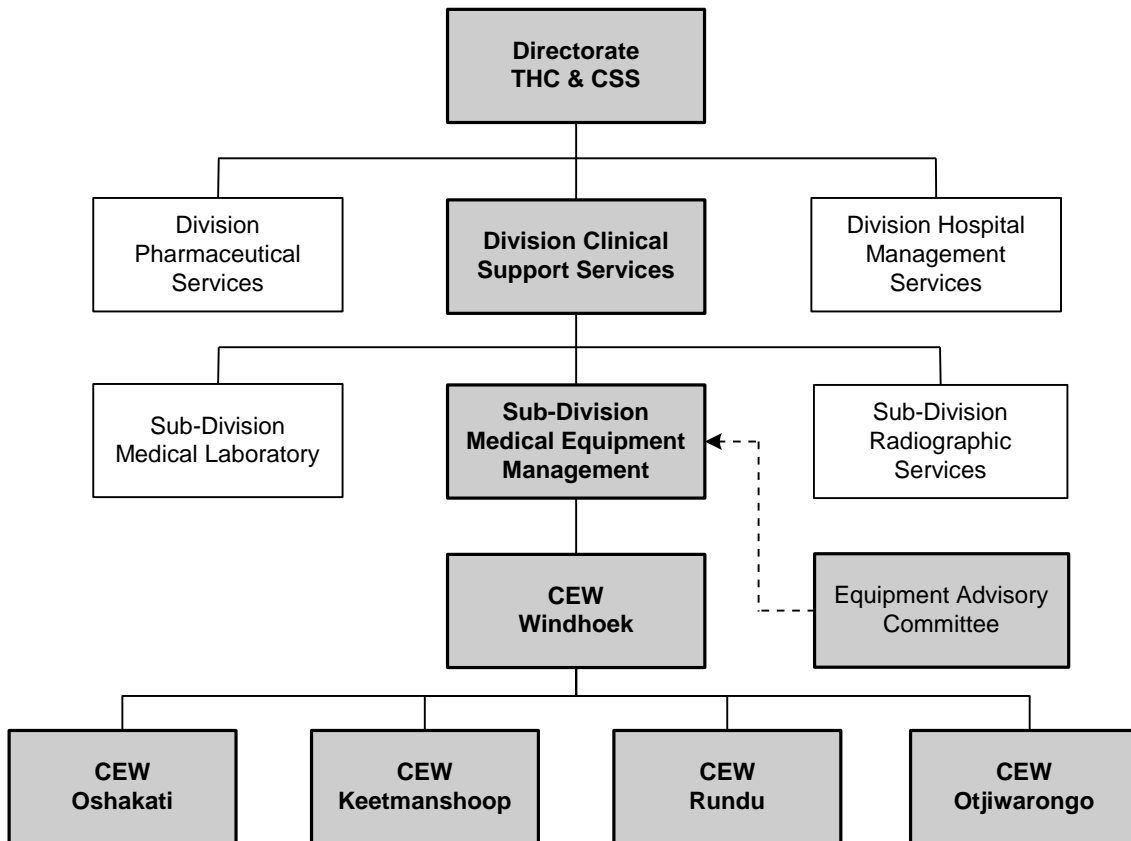 Directorate
THC & CSS
Division
Pharmaceutical
Services
Division Clinical
Support Services
Division Hospital
Management
Services
Sub-Division
Medical Laboratory
Sub-Division
Medical Equipment
Management
Sub-Division
Radiographic
Services
CEW
Windhoek
Equipment Advisory
Committee
CEW
Oshakati
CEW
Keetmanshoop
CEW
Rundu
CEW
Otjiwarongo